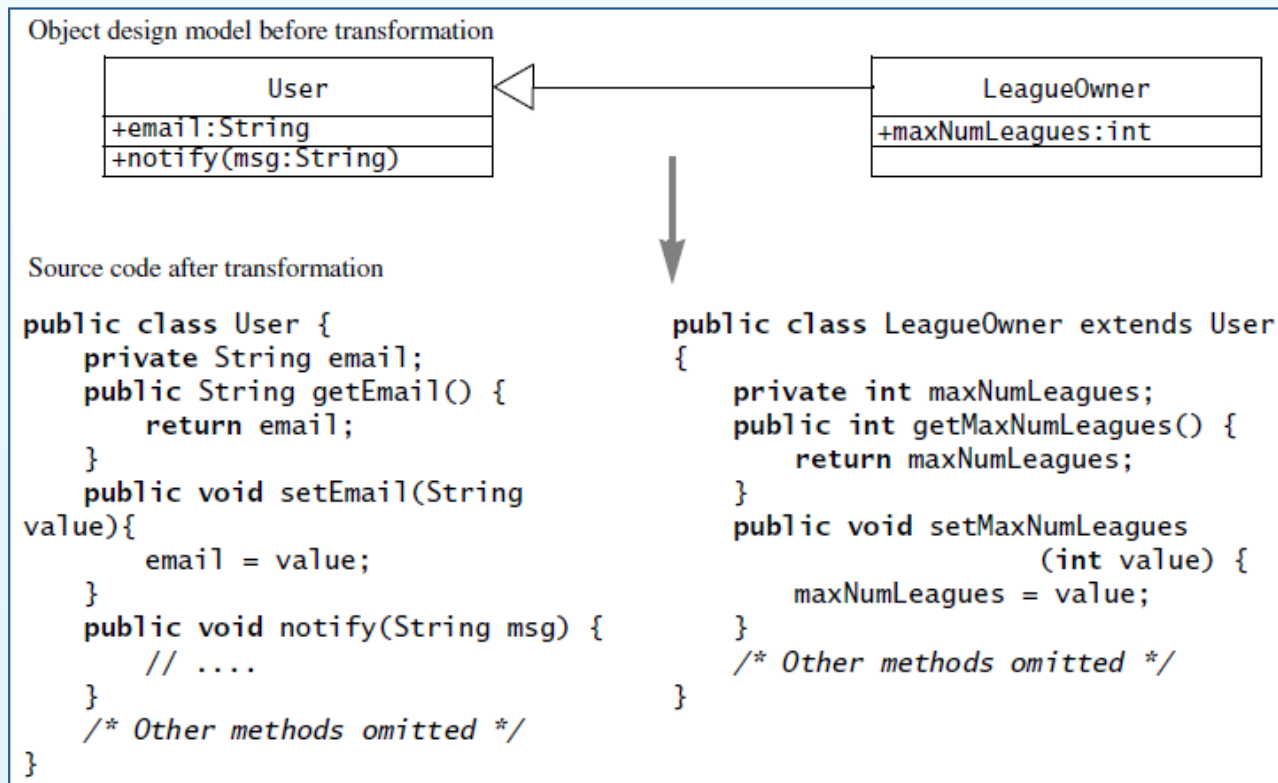 Object design model before transformation
User
+email:String
+notify(msg:String)
LeagueOwner
+maxNumLeagues:int
Source code after transformation
public class User {
    private String email;
    public String getEmail() {
        return email;
    }
    public void setEmail(String
value){
        email = value;
    }
    public void notify(String msg) {
        // ....
    }
    /* Other methods omitted */
}
public class LeagueOwner extends User
{
    private int maxNumLeagues;
    public int getMaxNumLeagues() {
        return maxNumLeagues;
    }
    public void setMaxNumLeagues
                    (int value) {
        maxNumLeagues = value;
    }
    /* Other methods omitted */
}